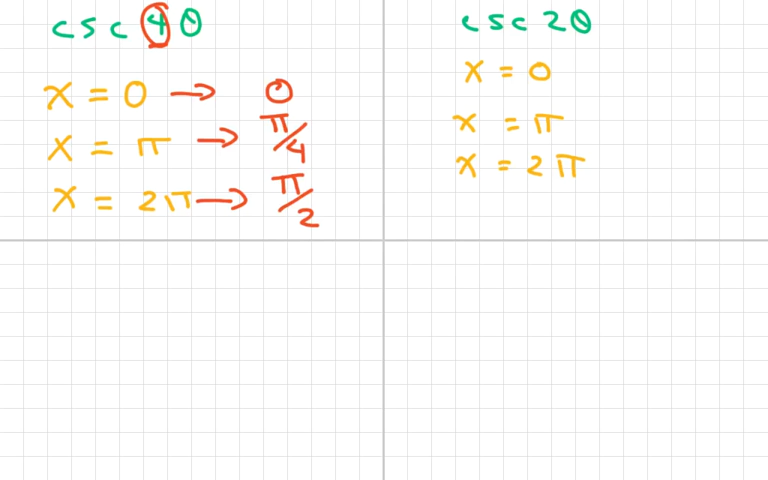 csc 4θ
x = 0 → 0
x = π → π/4
x = 2π → π/2
csc 2θ
x = 0
x = π
x = 2π